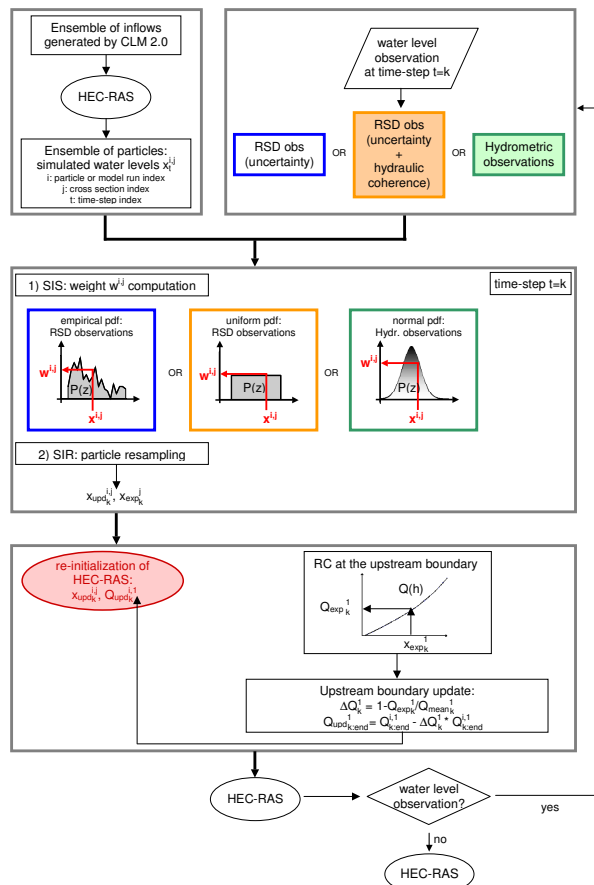 Ensemble of inflows
generated by CLM 2.0
HEC-RAS
Ensemble of particles:
simulated water levels x_t^{i,j}
i: particle or model run index
j: cross section index
t: time-step index
water level
observation
at time-step t=k
RSD obs
(uncertainty)
OR
RSD obs
(uncertainty
+
hydraulic
coherence)
OR
Hydrometric
observations
1) SIS: weight w^{i,j} computation
time-step t=k
empirical pdf:
RSD observations
w^{i,j}
P(z)
x^{i,j}
OR
uniform pdf:
RSD observations
w^{i,j}
P(z)
x^{i,j}
OR
normal pdf:
Hydr. observations
w^{i,j}
P(z)
x^{i,j}
2) SIR: particle resampling
x_{upd_k}^{i,j}, x_{exp_k}^{j}
re-initialization of
HEC-RAS:
x_{upd_k}^{i,j}, Q_{upd_k}^{i,1}
RC at the upstream boundary
Q(h)
Q_{exp_k}^{1}
x_{exp_k}^{1}
Upstream boundary update:
ΔQ_k^1 = 1-Q_{exp_k}^1/Q_{mean_k}^1
Q_{upd_{k:end}}^1= Q_{k:end}^{i,1} - ΔQ_k^1 * Q_{k:end}^{i,1}
HEC-RAS
water level
observation?
yes
no
HEC-RAS